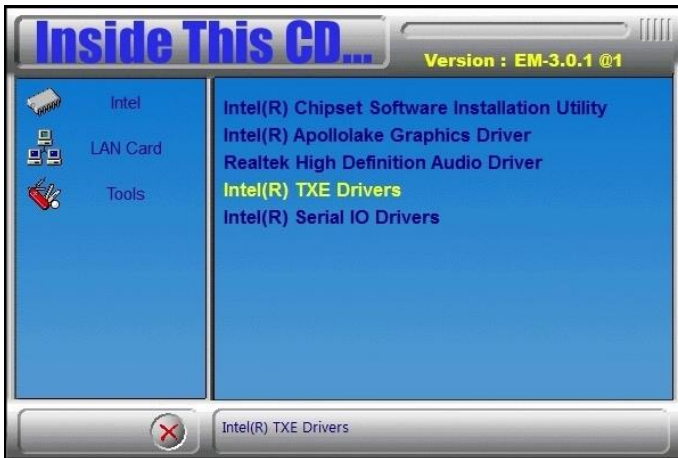 Inside This CD...
Version : EM-3.0.1 @1
Intel
LAN Card
Tools
Intel(R) Chipset Software Installation Utility
Intel(R) Apollolake Graphics Driver
Realtek High Definition Audio Driver
Intel(R) TXE Drivers
Intel(R) Serial IO Drivers
Intel(R) TXE Drivers